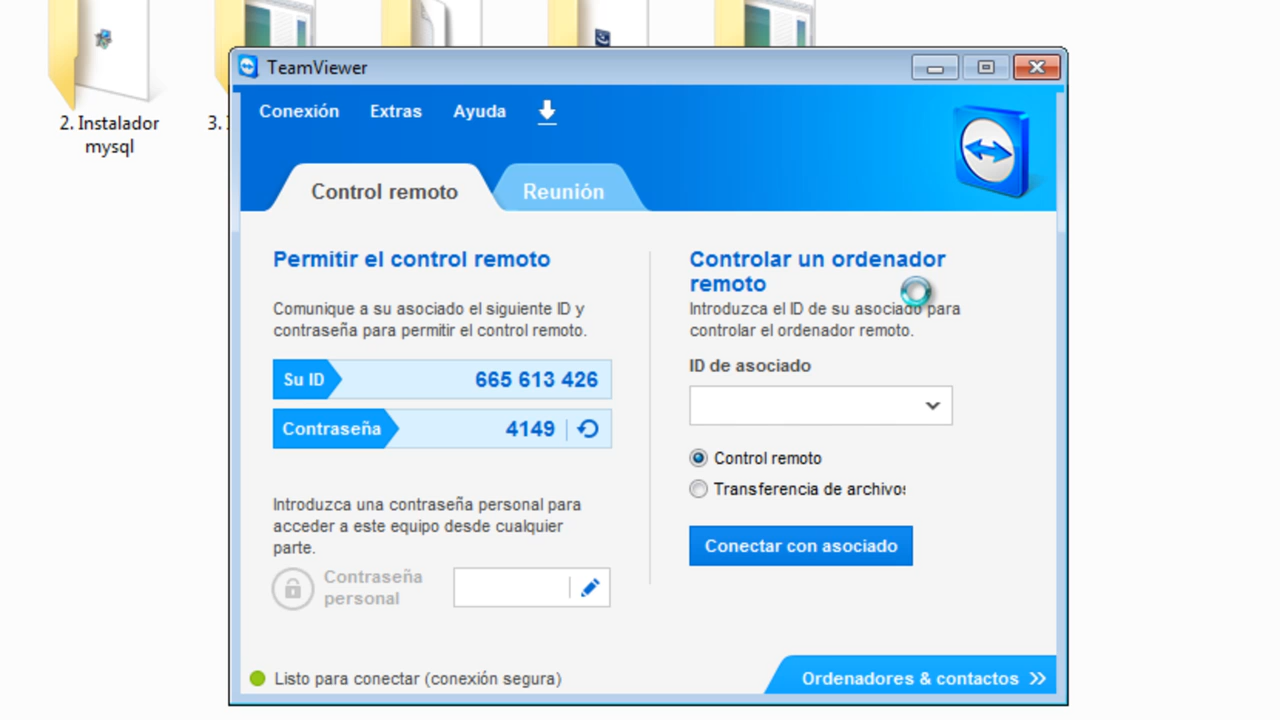 2. Instalador
mysql
3.
TeamViewer
Conexión Extras Ayuda
Control remoto Reunión
Permitir el control remoto
Comunique a su asociado el siguiente ID y
contraseña para permitir el control remoto.
Su ID 665 613 426
Contraseña 4149
Introduzca una contraseña personal para
acceder a este equipo desde cualquier
parte.
Contraseña
personal
Controlar un ordenador
remoto
Introduzca el ID de su asociado para
controlar el ordenador remoto.
ID de asociado
Control remoto
Transferencia de archivos
Conectar con asociado
Listo para conectar (conexión segura)
Ordenadores & contactos